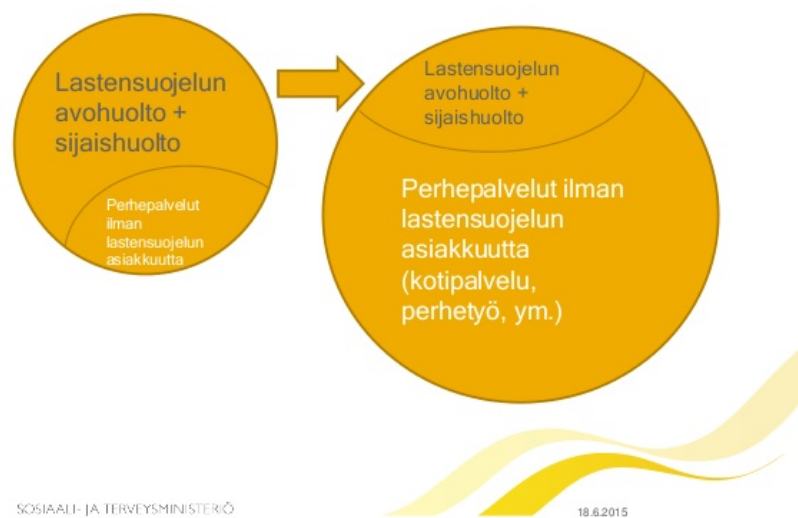 Lastensuojelun
avohuolto +
sijaishuolto
Perhepalvelut
ilman
lastensuojelun
asiakkuutta
Lastensuojelun
avohuolto +
sijaishuolto
Perhepalvelut ilman
lastensuojelun
asiakkuutta
(kotipalvelu,
perhetyö, ym.)
SOSIAALI- JA TERVEYSMINISTERIÖ
18.6.2015